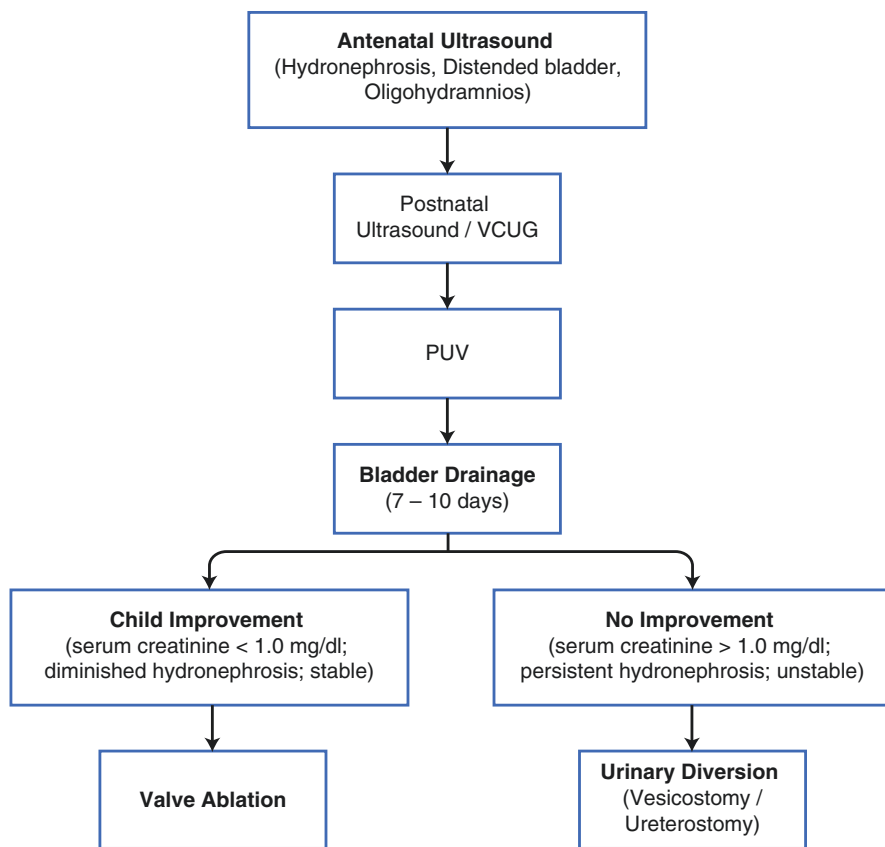 Antenatal Ultrasound
(Hydronephrosis, Distended bladder,
Oligohydramnios)
Postnatal
Ultrasound / VCUG
PUV
Bladder Drainage
(7 – 10 days)
Child Improvement
(serum creatinine < 1.0 mg/dl;
diminished hydronephrosis; stable)
No Improvement
(serum creatinine > 1.0 mg/dl;
persistent hydronephrosis; unstable)
Valve Ablation
Urinary Diversion
(Vesicostomy /
Ureterostomy)